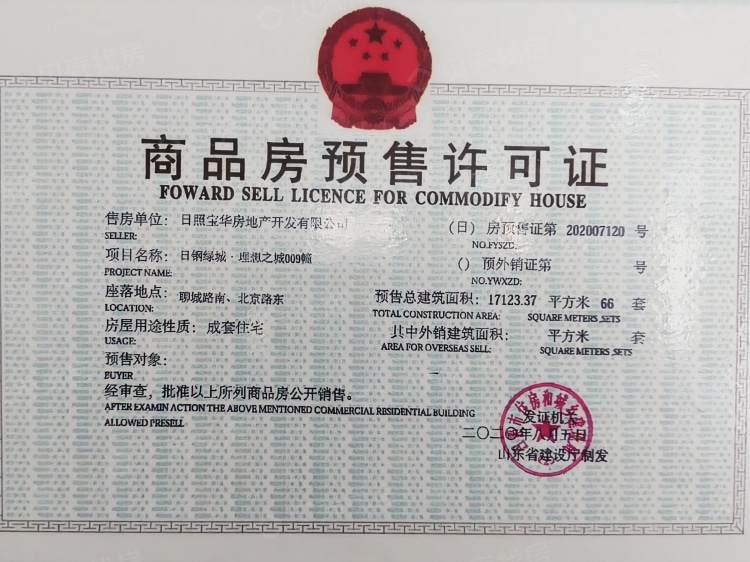 商品房预售许可证
FOWARD SELL LICENCE FOR COMMODIFY HOUSE
售房单位：日照宝华房地产开发有限公司
SELLER:
（日）房预售证第 202007120 号
NO.FYSZD:
项目名称：日钢绿城·理想之城009幢
PROJECT NAME:
（）预外销证第 号
NO.YWXZD:
座落地点：聊城路南、北京路东
LOCATION:
预售总建筑面积：17123.37 平方米 66 套
TOTAL CONSTRUCTION AREA: SQUARE METERS ,SETS
房屋用途性质：成套住宅
USAGE:
其中外销建筑面积： 平方米 套
AREA FOR OVERSEAS SELL: SQUARE METERS ,SETS
预售对象：
BUYER
经审查，批准以上所列商品房公开销售。
AFTER EXAMIN ACTION THE ABOVE MENTIONED COMMERCIAL RESIDENTIAL BUILDING
ALLOWED PRESELL
发证机关
二〇二〇年八月五日
山东省建设厅制发